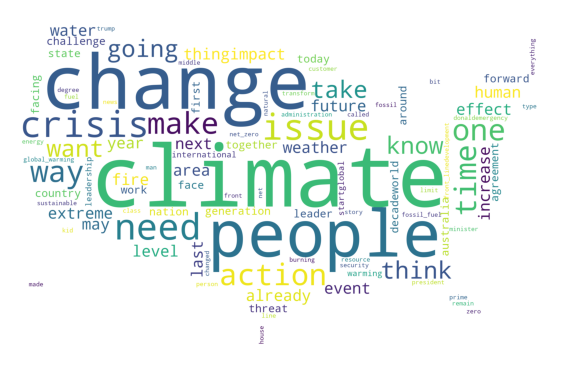 water trump
challenge
going
state
thing impact
today
customer
everything
middle
facing
degree
fuel
news
change
first
natural
transform
take
future
fossil
around
bit
forward
human
type
effect
administration called
donald emergency
crisis
make
issue
net_zero
one
energy
want year
next
together
weather
know
international
global_warming
man
way
leadership
fire
area
climate
start global
decade world
time
increase
agreement
development
country
work
face
sustainable
class
front
net
limit
extreme
nation
generation
leader
story
fossil_fuel
australia
may
need
people
minister
kid
level
last
changed
burning
resource
security
warming
think
action
person
president
made
already
event
threat
line
prime
remain
zero
house